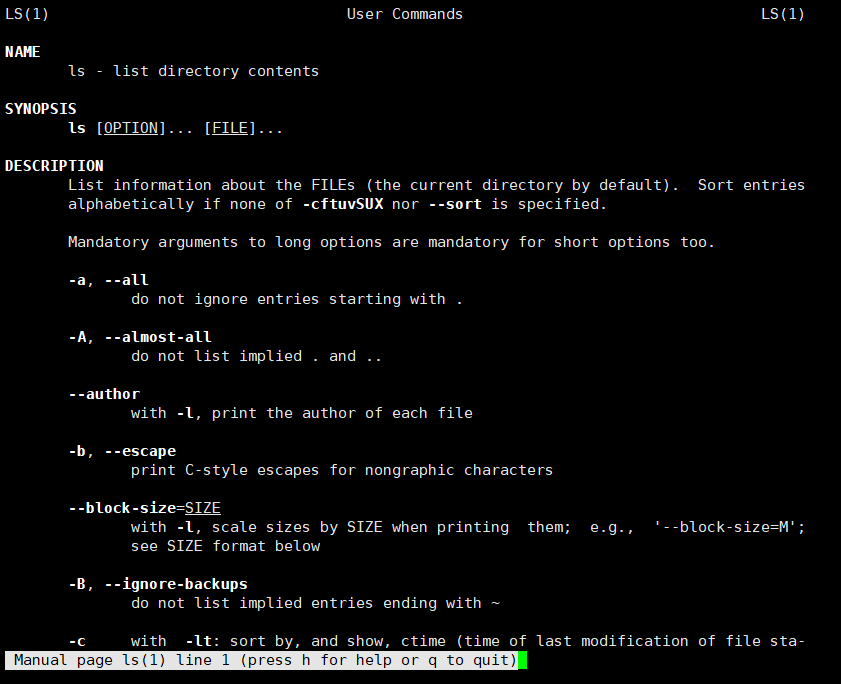 LS(1) User Commands LS(1)
NAME
ls - list directory contents
SYNOPSIS
ls [OPTION]... [FILE]...
DESCRIPTION
List information about the FILEs (the current directory by default).  Sort entries
alphabetically if none of -cftuvSUX nor --sort is specified.
Mandatory arguments to long options are mandatory for short options too.
-a, --all
do not ignore entries starting with .
-A, --almost-all
do not list implied . and ..
--author
with -l, print the author of each file
-b, --escape
print C-style escapes for nongraphic characters
--block-size=SIZE
with -l, scale sizes by SIZE when printing  them;  e.g.,  '--block-size=M';
see SIZE format below
-B, --ignore-backups
do not list implied entries ending with ~
-c     with  -lt: sort by, and show, ctime (time of last modification of file sta-
Manual page ls(1) line 1 (press h for help or q to quit)